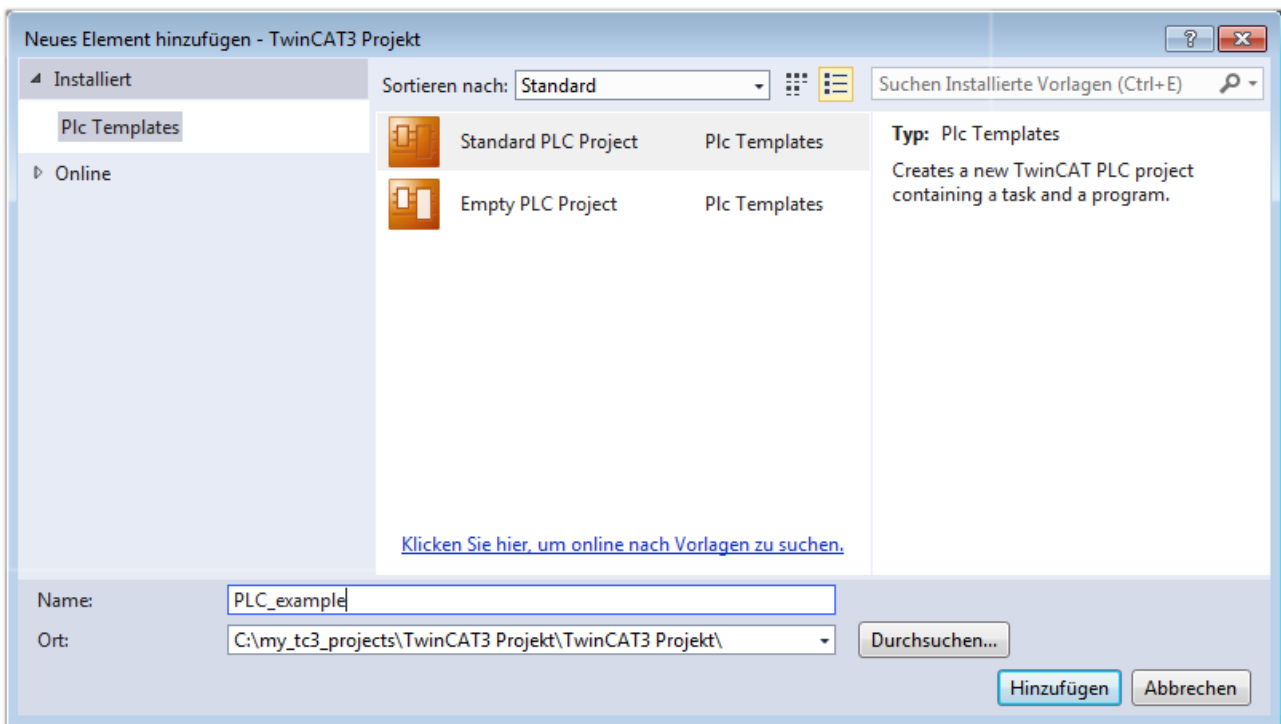 Neues Element hinzufügen - TwinCAT3 Projekt
Installiert
Plc Templates
Online
Sortieren nach: Standard
Standard PLC Project Plc Templates
Empty PLC Project Plc Templates
Klicken Sie hier, um online nach Vorlagen zu suchen.
Suchen Installierte Vorlagen (Ctrl+E)
Typ: Plc Templates
Creates a new TwinCAT PLC project
containing a task and a program.
Name: PLC_example
Ort: C:\my_tc3_projects\TwinCAT3 Projekt\TwinCAT3 Projekt\ Durchsuchen...
Hinzufügen Abbrechen